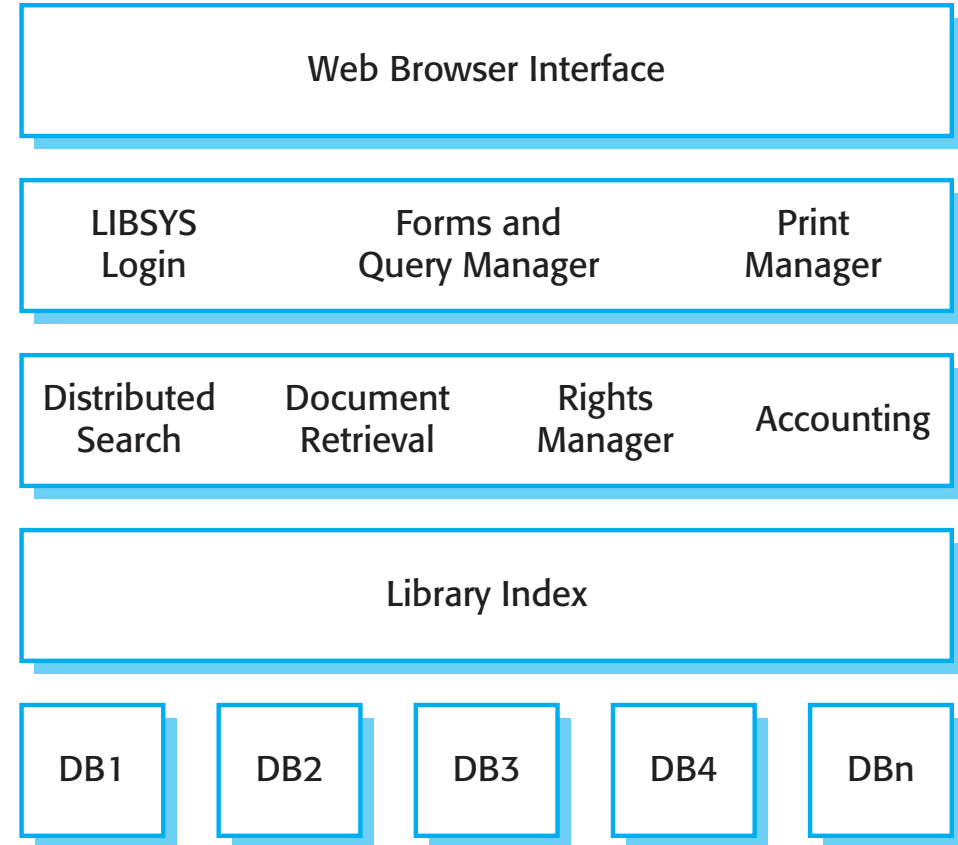 Web Browser Interface
LIBSYS
Login
Forms and
Query Manager
Print
Manager
Distributed
Search
Document
Retrieval
Rights
Manager
Accounting
Library Index
DB1
DB2
DB3
DB4
DBn